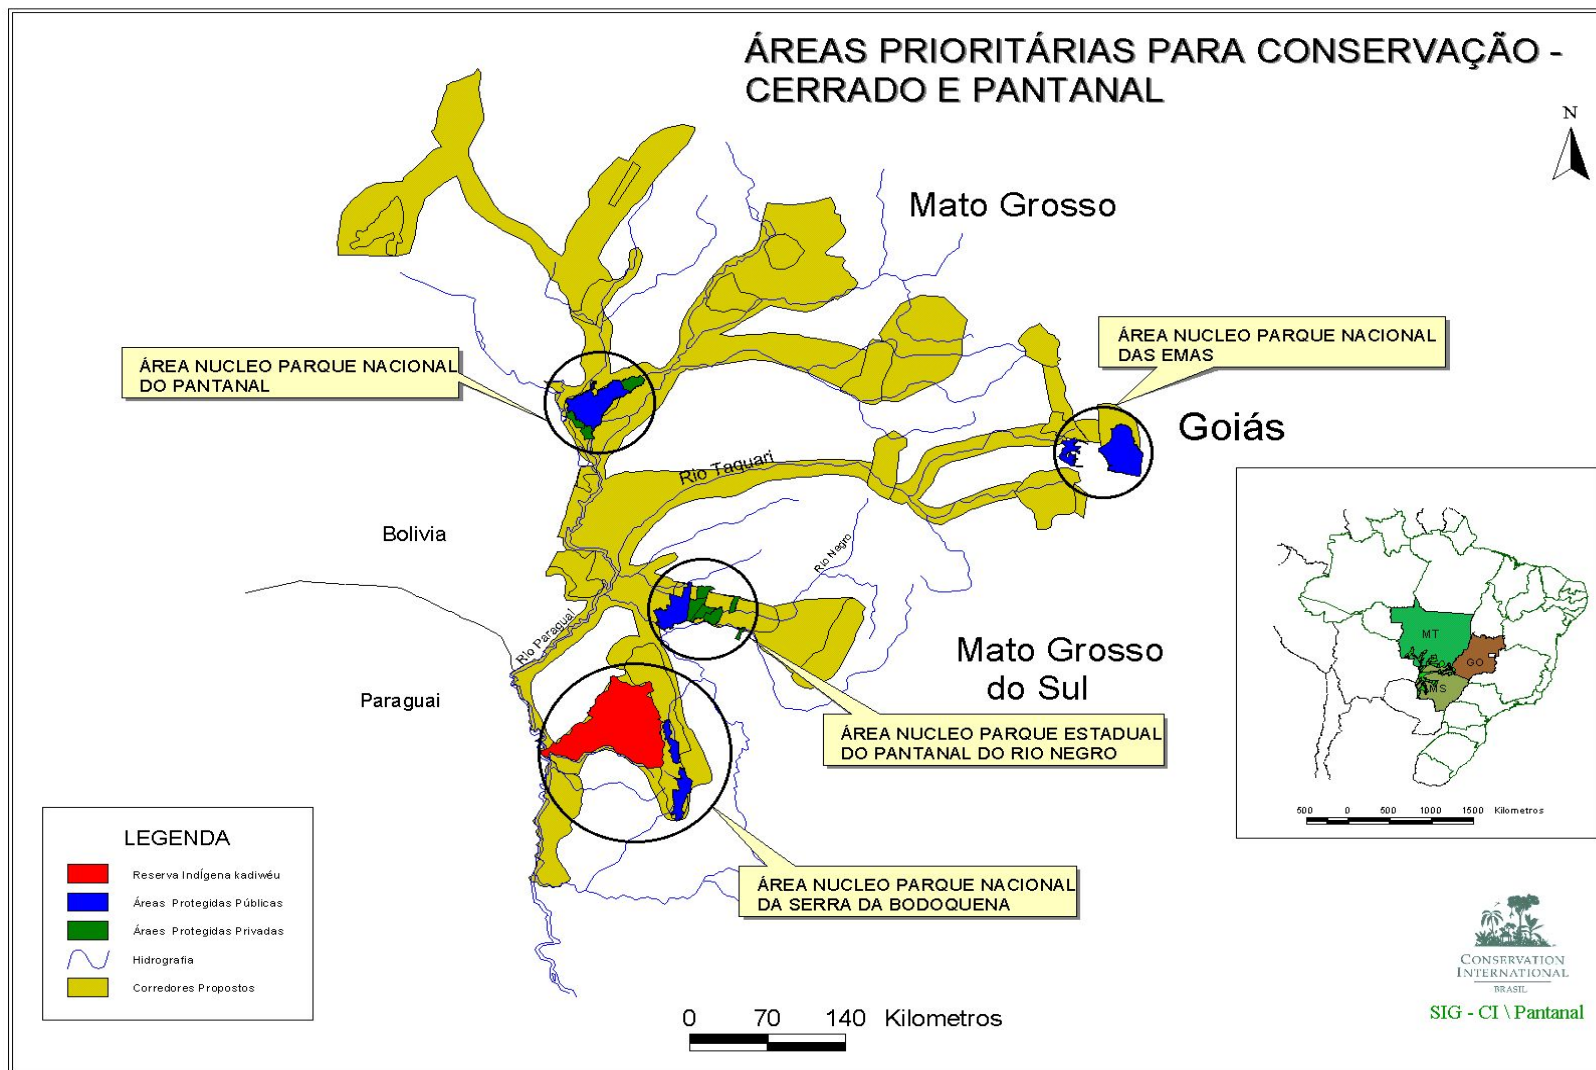 ÁREAS PRIORITÁRIAS PARA CONSERVAÇÃO -
CERRADO E PANTANAL
N
Mato Grosso
ÁREA NUCLEO PARQUE NACIONAL
DAS EMAS
ÁREA NUCLEO PARQUE NACIONAL
DO PANTANAL
Goiás
Rio Taquari
Bolivia
Rio Negro
Rio Paraguai
Mato Grosso
do Sul
Paraguai
ÁREA NUCLEO PARQUE ESTADUAL
DO PANTANAL DO RIO NEGRO
ÁREA NUCLEO PARQUE NACIONAL
DA SERRA DA BODOQUENA
MT
GO
MS
500 0 500 1000 1500 Kilometros
LEGENDA
Reserva Indígena kadiwéu
Áreas Protegidas Públicas
Áraes Protegidas Privadas
Hidrografia
Corredores Propostos
0 70 140 Kilometros
CONSERVATION
INTERNATIONAL
BRASIL
SIG - CI \ Pantanal